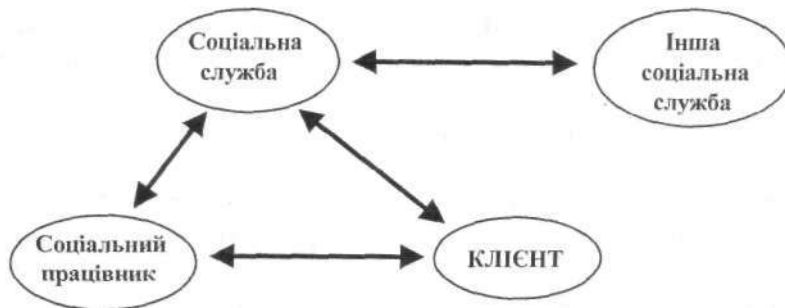 Соціальна
служба
Інша
соціальна
служба
Соціальний
працівник
КЛІЄНТ